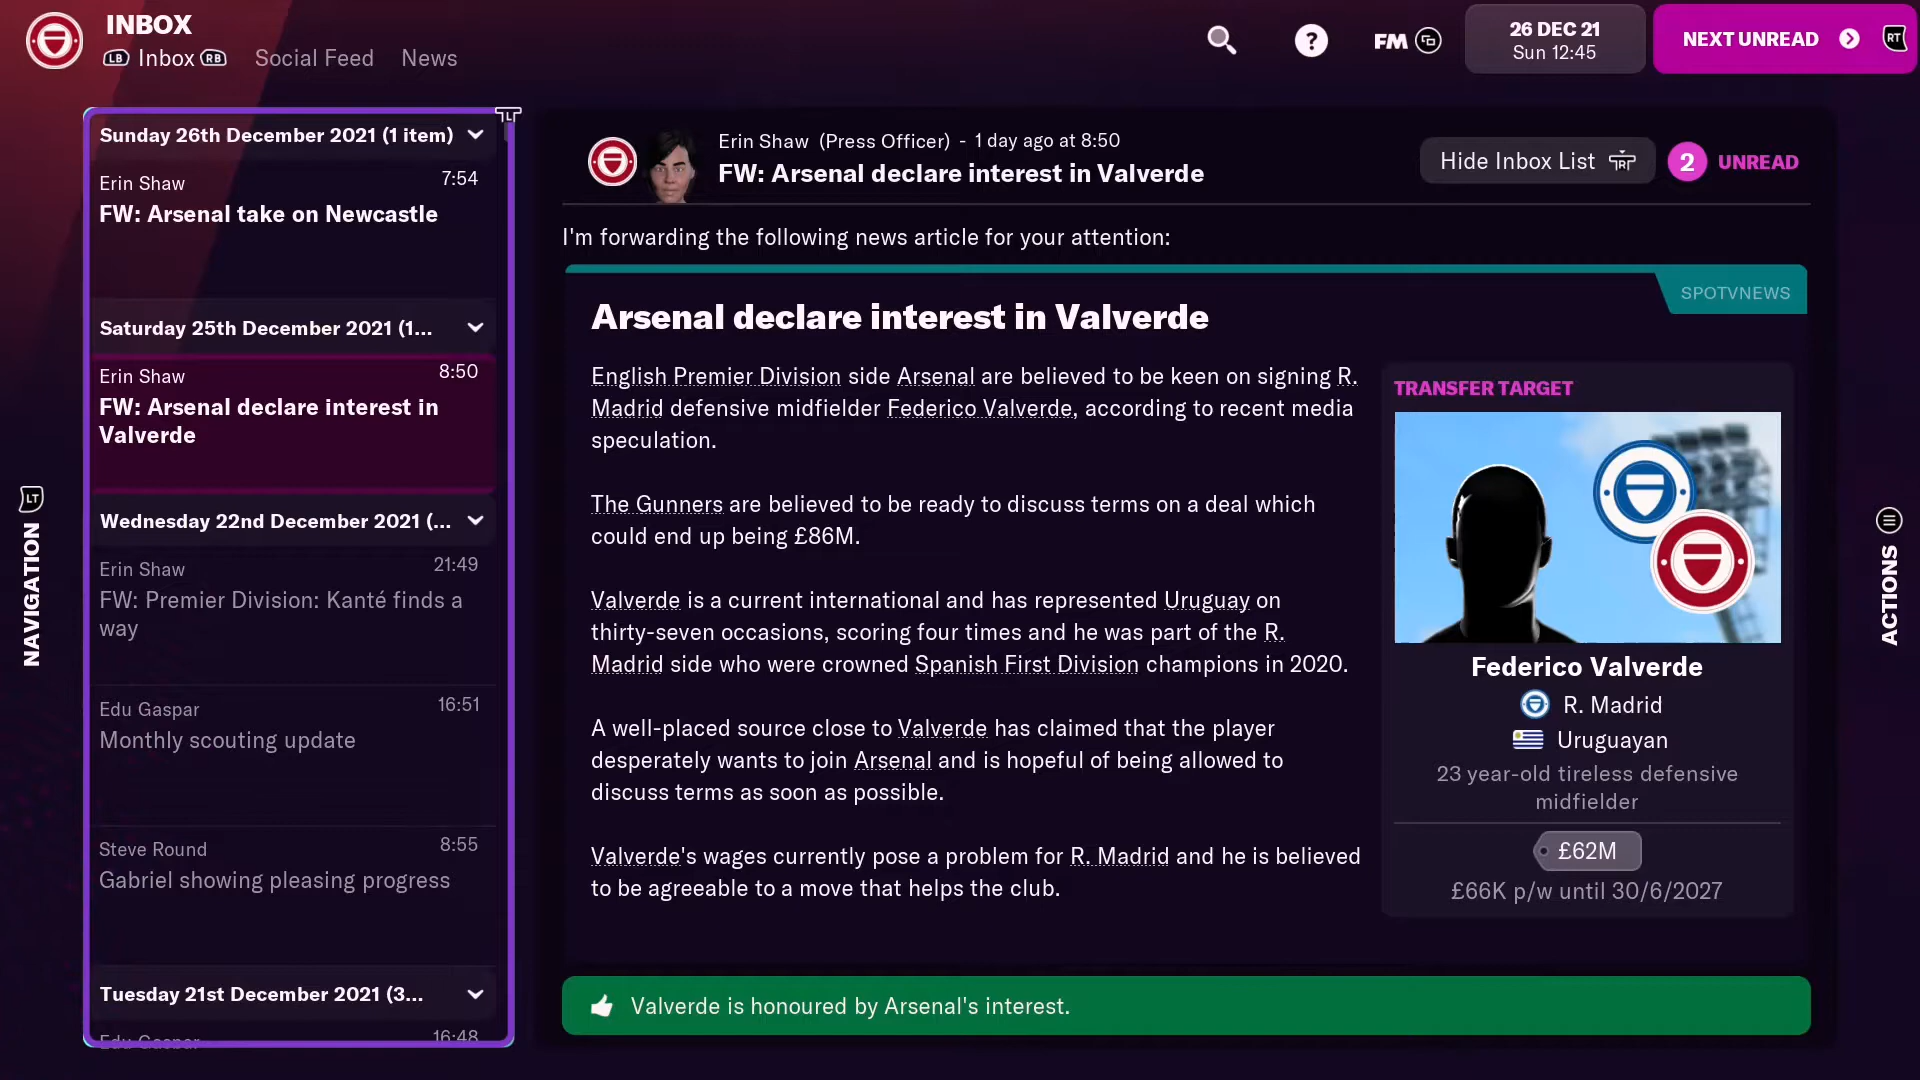 INBOX
LB Inbox RB Social Feed News
FM
26 DEC 21
Sun 12:45
NEXT UNREAD RT
LT
NAVIGATION
Sunday 26th December 2021 (1 item)
Erin Shaw 7:54
FW: Arsenal take on Newcastle
Saturday 25th December 2021 (1...
Erin Shaw 8:50
FW: Arsenal declare interest in
Valverde
Wednesday 22nd December 2021 (...
Erin Shaw 21:49
FW: Premier Division: Kanté finds a
way
Edu Gaspar 16:51
Monthly scouting update
Steve Round 8:55
Gabriel showing pleasing progress
Tuesday 21st December 2021 (3...
Edu Gaspar 16:48
Erin Shaw (Press Officer) - 1 day ago at 8:50
FW: Arsenal declare interest in Valverde
Hide Inbox List R
2 UNREAD
I'm forwarding the following news article for your attention:
SPOTVNEWS
Arsenal declare interest in Valverde
English Premier Division side Arsenal are believed to be keen on signing R.
Madrid defensive midfielder Federico Valverde, according to recent media
speculation.
The Gunners are believed to be ready to discuss terms on a deal which
could end up being £86M.
Valverde is a current international and has represented Uruguay on
thirty-seven occasions, scoring four times and he was part of the R.
Madrid side who were crowned Spanish First Division champions in 2020.
A well-placed source close to Valverde has claimed that the player
desperately wants to join Arsenal and is hopeful of being allowed to
discuss terms as soon as possible.
Valverde's wages currently pose a problem for R. Madrid and he is believed
to be agreeable to a move that helps the club.
TRANSFER TARGET
Federico Valverde
R. Madrid
Uruguayan
23 year-old tireless defensive
midfielder
£62M
£66K p/w until 30/6/2027
Valverde is honoured by Arsenal's interest.
ACTIONS